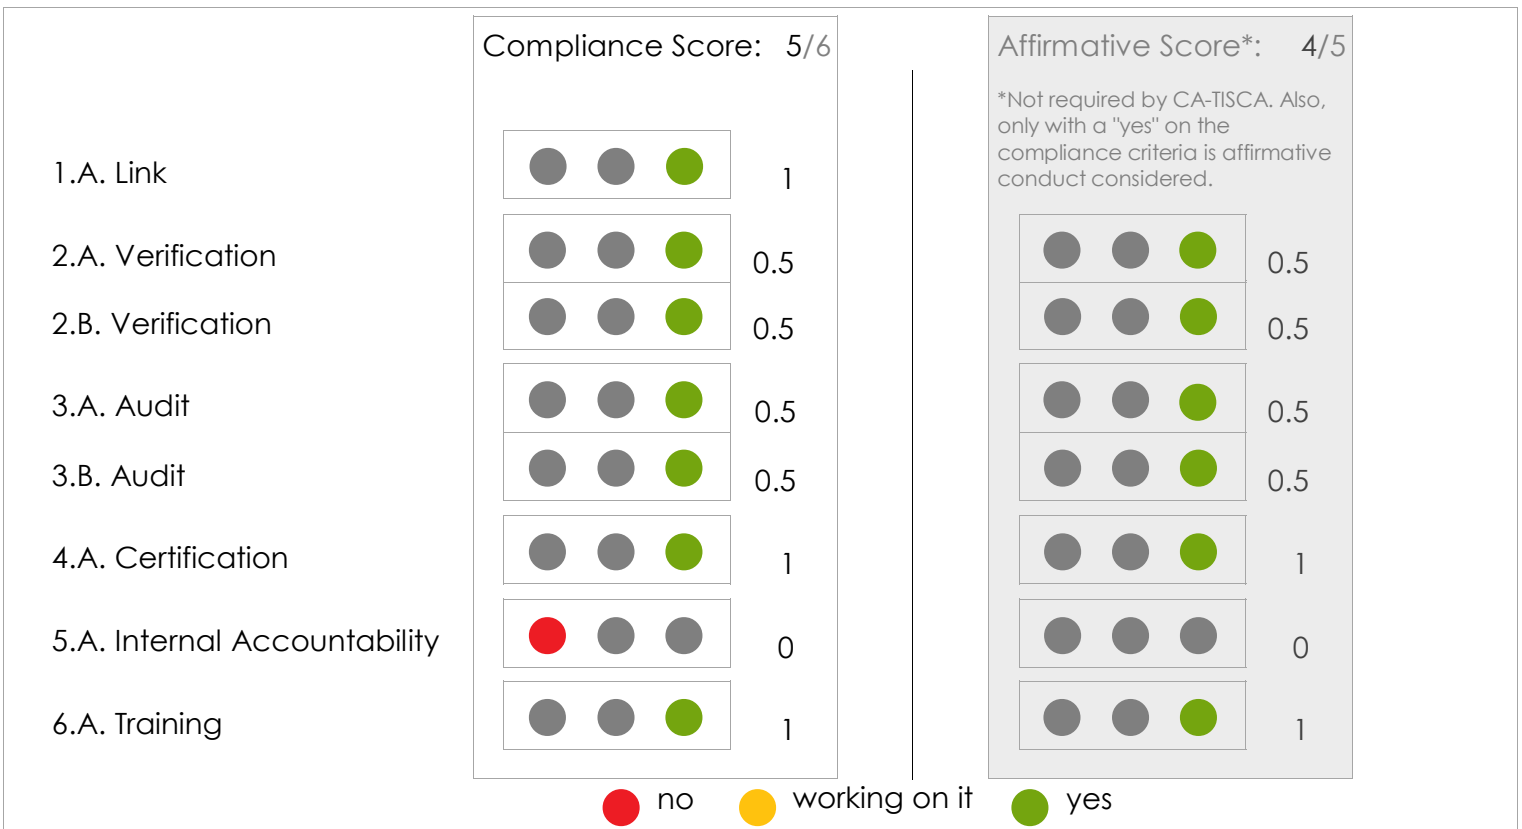 Compliance Score: 5/6
Affirmative Score*: 4/5
*Not required by CA-TISCA. Also,
only with a "yes" on the
compliance criteria is affirmative
conduct considered.
1.A. Link 1
2.A. Verification 0.5 0.5
2.B. Verification 0.5 0.5
3.A. Audit 0.5 0.5
3.B. Audit 0.5 0.5
4.A. Certification 1 1
5.A. Internal Accountability 0 0
6.A. Training 1 1
no working on it yes